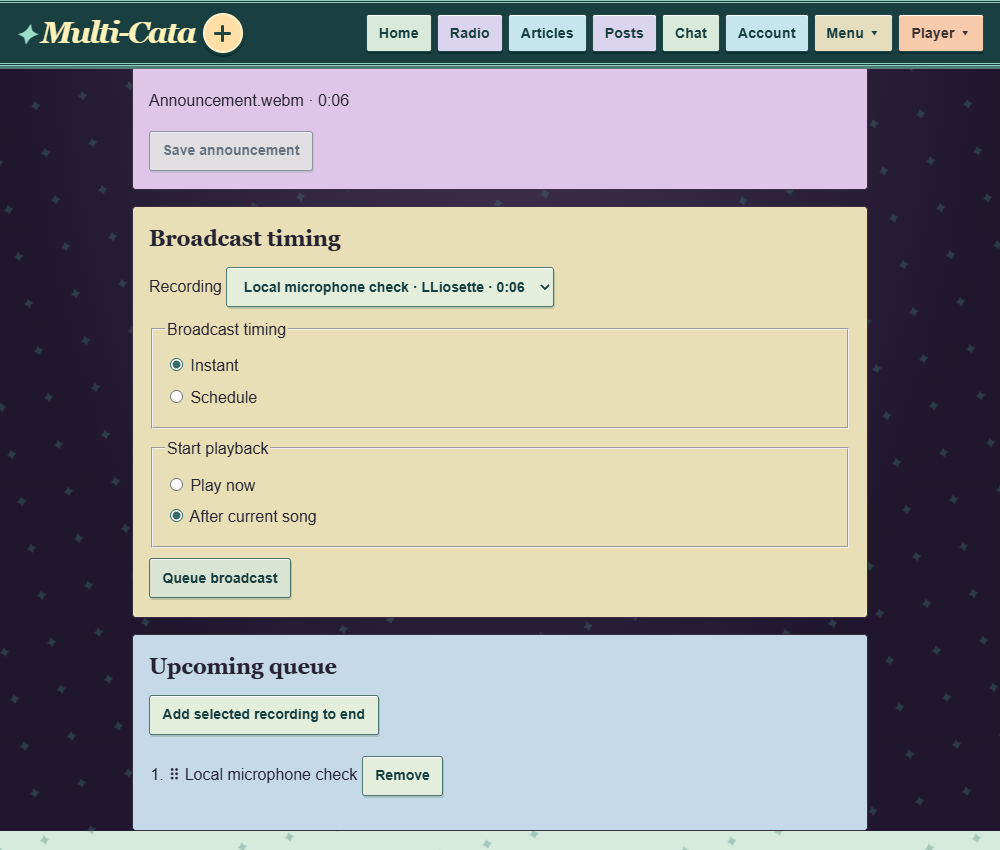 ✦Multi-Cata +
Home Radio Articles Posts Chat Account Menu ▾ Player ▾
Announcement.webm · 0:06
Save announcement
Broadcast timing
Recording Local microphone check · LLiosette · 0:06
Broadcast timing
Instant
Schedule
Start playback
Play now
After current song
Queue broadcast
Upcoming queue
Add selected recording to end
1. ⠿ Local microphone check Remove